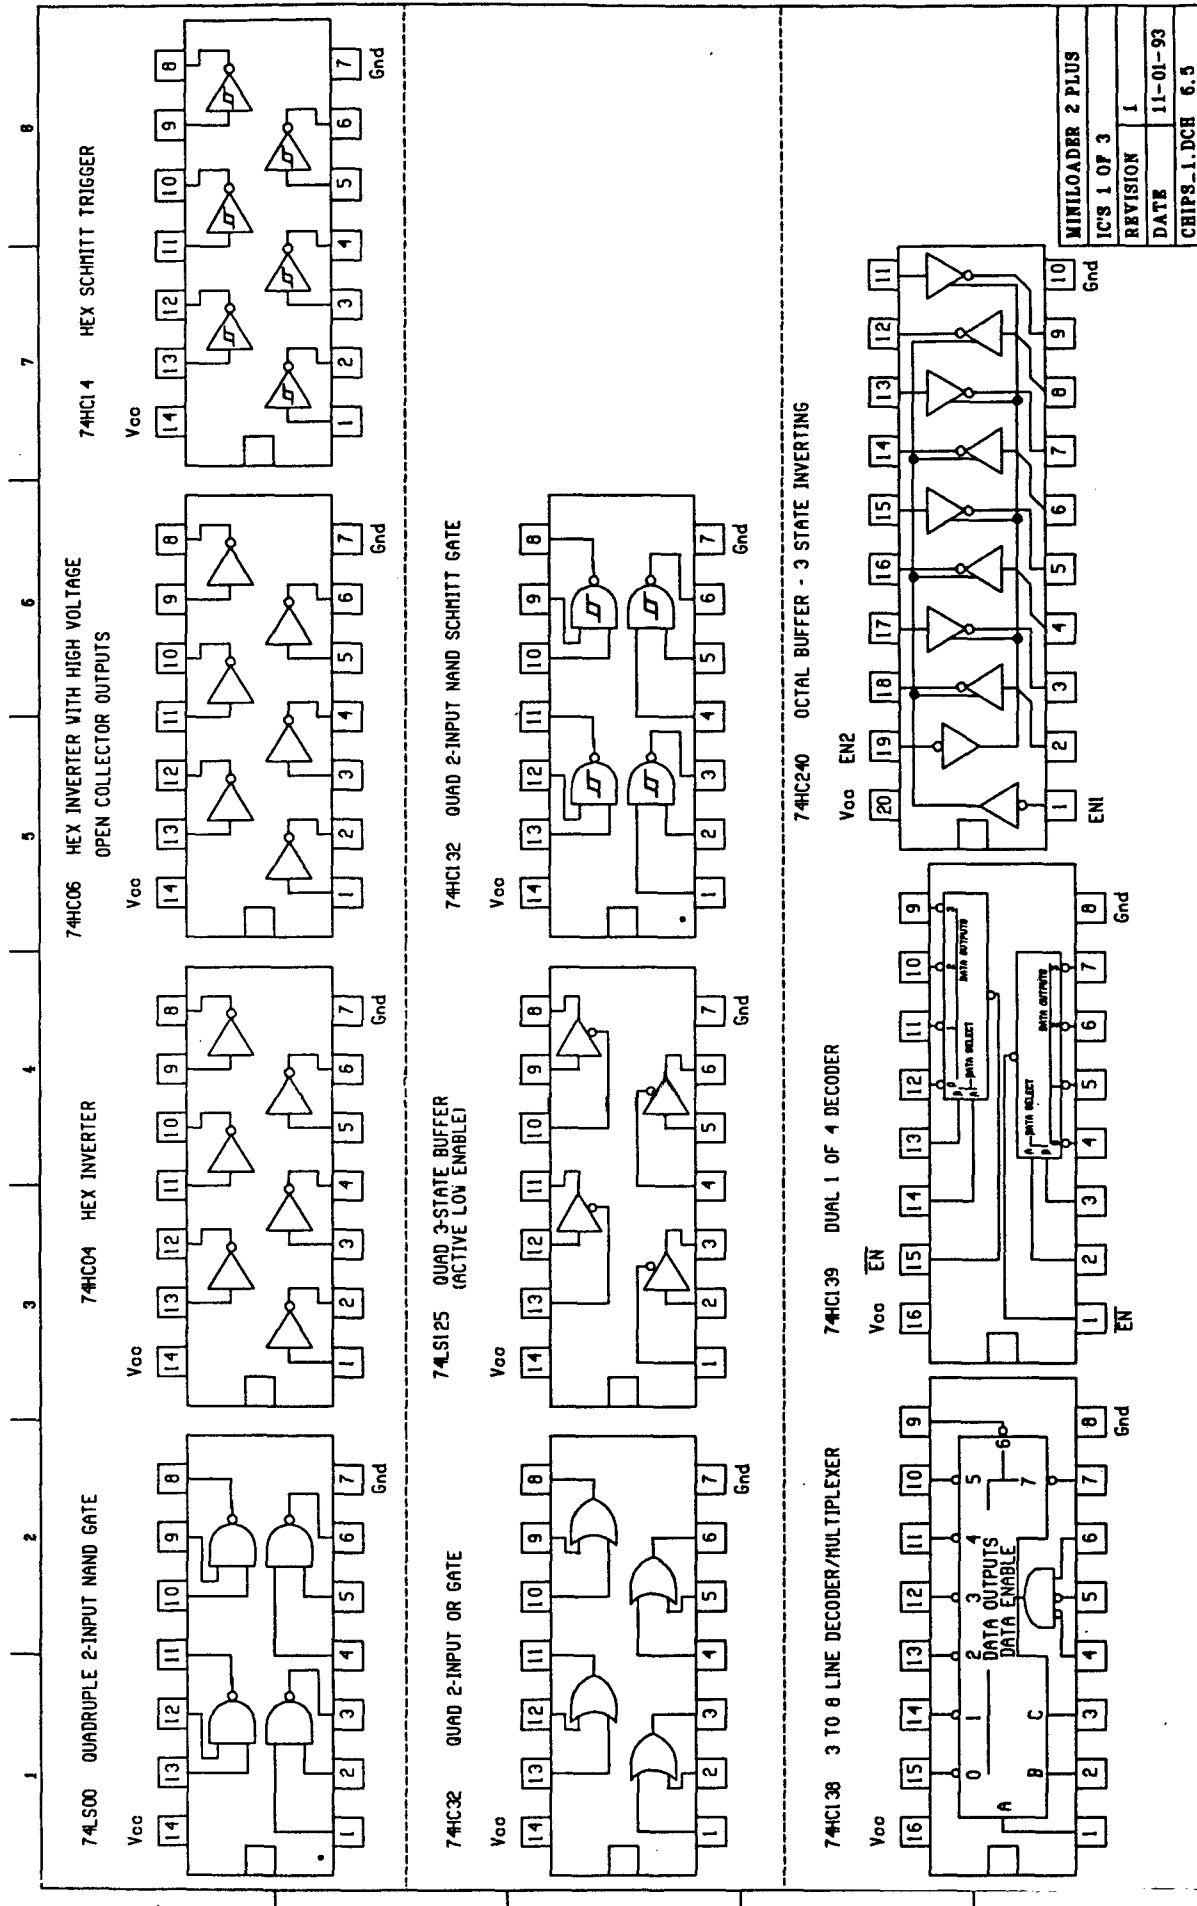 1 2 3 4 5 6 7 8
74LS00 QUADRUPLE 2-INPUT NAND GATE
Vcc
14 13 12 11 10 9 8
1 2 3 4 5 6 7
Gnd
74HC04 HEX INVERTER
Vcc
14 13 12 11 10 9 8
1 2 3 4 5 6 7
Gnd
74HC06 HEX INVERTER WITH HIGH VOLTAGE
OPEN COLLECTOR OUTPUTS
Vcc
14 13 12 11 10 9 8
1 2 3 4 5 6 7
Gnd
74HC14 HEX SCHMITT TRIGGER
Vcc
14 13 12 11 10 9 8
1 2 3 4 5 6 7
Gnd
74HC32 QUAD 2-INPUT OR GATE
Vcc
14 13 12 11 10 9 8
1 2 3 4 5 6 7
Gnd
74LS125 QUAD 3-STATE BUFFER
(ACTIVE LOW ENABLE)
Vcc
14 13 12 11 10 9 8
1 2 3 4 5 6 7
Gnd
74HC132 QUAD 2-INPUT NAND SCHMITT GATE
Vcc
14 13 12 11 10 9 8
1 2 3 4 5 6 7
Gnd
74HC138 3 TO 8 LINE DECODER/MULTIPLEXER
Vcc
16 15 14 13 12 11 10 9
0 1 2 3 4 5 6
DATA OUTPUTS
DATA ENABLE 7
A B C
1 2 3 4 5 6 7 8
Gnd
74HC139 DUAL 1 OF 4 DECODER
Vcc EN
16 15 14 13 12 11 10 9
DATA OUTPUTS
DATA SELECT
DATA SELECT
DATA OUTPUTS
1 2 3 4 5 6 7 8
EN Gnd
74HC240 OCTAL BUFFER - 3 STATE INVERTING
Vcc EN2
20 19 18 17 16 15 14 13 12 11
1 2 3 4 5 6 7 8 9 10
EN1 Gnd
MINILOADER 2 PLUS
IC'S 1 OF 3
REVISION 1
DATE 11-01-93
CHIPS_1.DCH 6.5